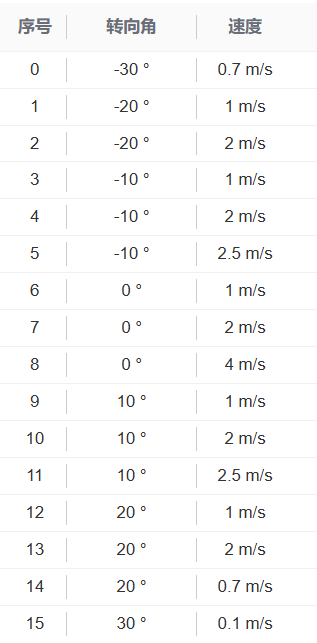 序号 转向角 速度
0 -30 ° 0.7 m/s
1 -20 ° 1 m/s
2 -20 ° 2 m/s
3 -10 ° 1 m/s
4 -10 ° 2 m/s
5 -10 ° 2.5 m/s
6 0 ° 1 m/s
7 0 ° 2 m/s
8 0 ° 4 m/s
9 10 ° 1 m/s
10 10 ° 2 m/s
11 10 ° 2.5 m/s
12 20 ° 1 m/s
13 20 ° 2 m/s
14 20 ° 0.7 m/s
15 30 ° 0.1 m/s